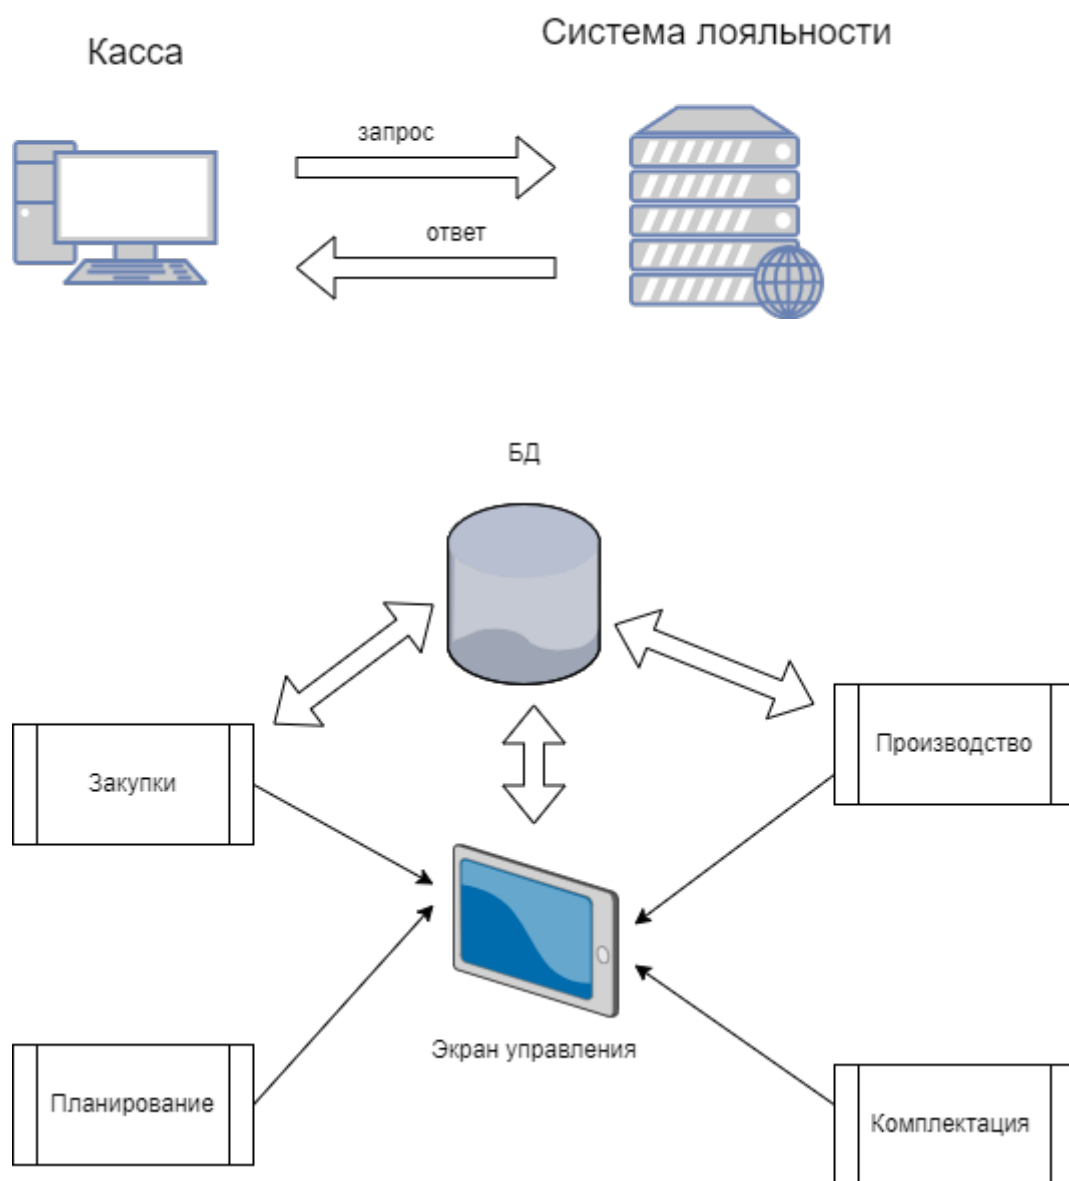 Касса
Система лояльности
запрос
ответ
БД
Закупки
Производство
Экран управления
Планирование
Комплектация